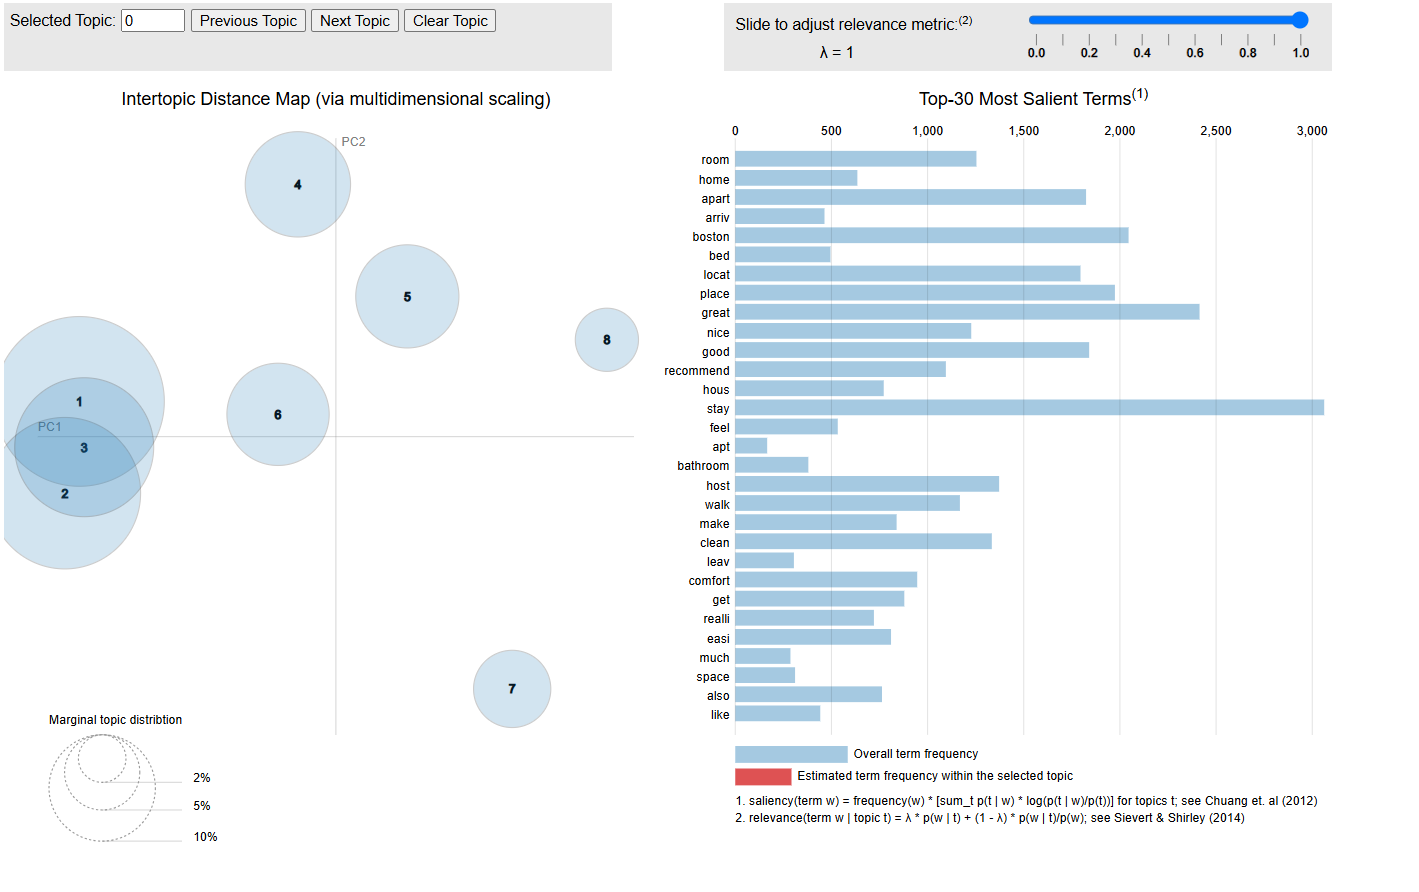 Selected Topic: 0 Previous Topic Next Topic Clear Topic
Slide to adjust relevance metric:(2)
λ = 1
0.0 0.2 0.4 0.6 0.8 1.0
Intertopic Distance Map (via multidimensional scaling)
PC2
4
5
8
1
6
PC1
3
2
7
Marginal topic distribtion
2%
5%
10%
Top-30 Most Salient Terms(1)
0 500 1,000 1,500 2,000 2,500 3,000
room
home
apart
arriv
boston
bed
locat
place
great
nice
good
recommend
hous
stay
feel
apt
bathroom
host
walk
make
clean
leav
comfort
get
realli
easi
much
space
also
like
Overall term frequency
Estimated term frequency within the selected topic
1. saliency(term w) = frequency(w) * [sum_t p(t | w) * log(p(t | w)/p(t))] for topics t; see Chuang et. al (2012)
2. relevance(term w | topic t) = λ * p(w | t) + (1 - λ) * p(w | t)/p(w); see Sievert & Shirley (2014)